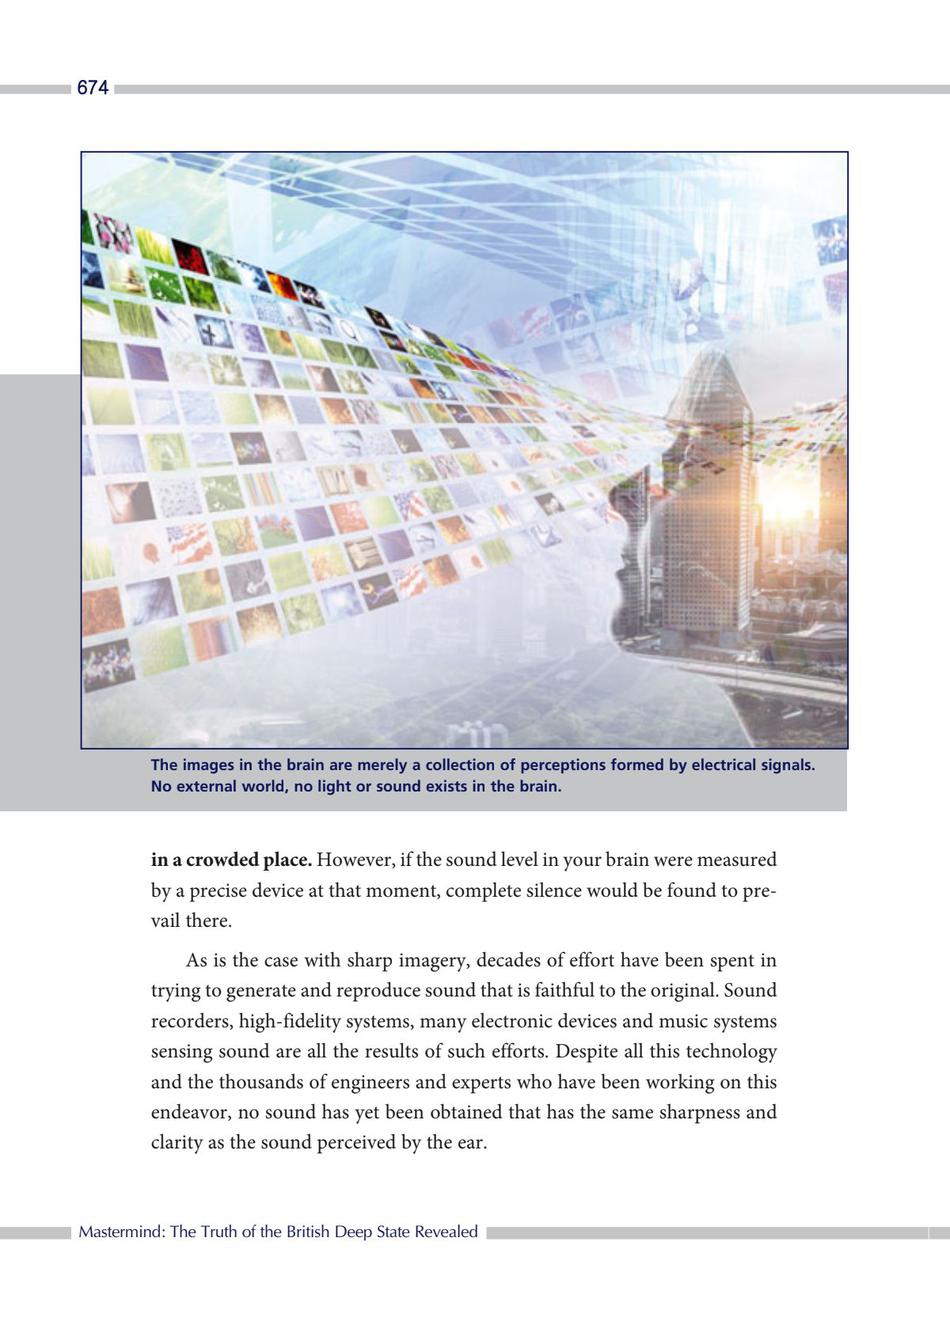 674
The images in the brain are merely a collection of perceptions formed by electrical signals.
No external world, no light or sound exists in the brain.
in a crowded place. However, if the sound level in your brain were measured
by a precise device at that moment, complete silence would be found to pre-
vail there.
As is the case with sharp imagery, decades of effort have been spent in
trying to generate and reproduce sound that is faithful to the original. Sound
recorders, high-fidelity systems, many electronic devices and music systems
sensing sound are all the results of such efforts. Despite all this technology
and the thousands of engineers and experts who have been working on this
endeavor, no sound has yet been obtained that has the same sharpness and
clarity as the sound perceived by the ear.
Mastermind: The Truth of the British Deep State Revealed